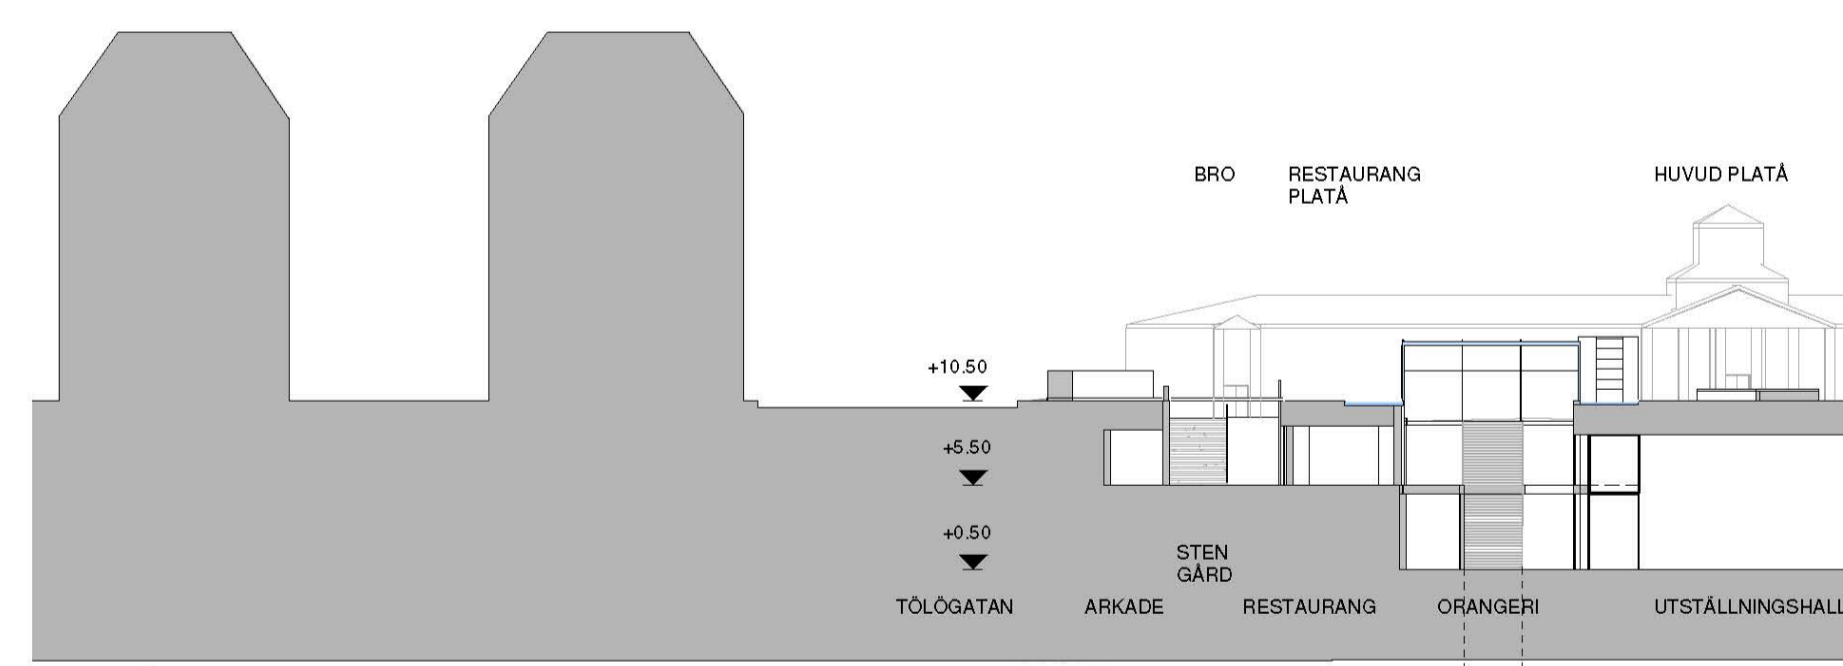 BRO
RESTAURANG
PLATÅ
HUVUD PLATÅ
+10.50
+5.50
+0.50
STEN
GÅRD
TÖLÖGATAN
ARKADE
RESTAURANG
ORANGERI
UTSTÄLLNINGSHALL